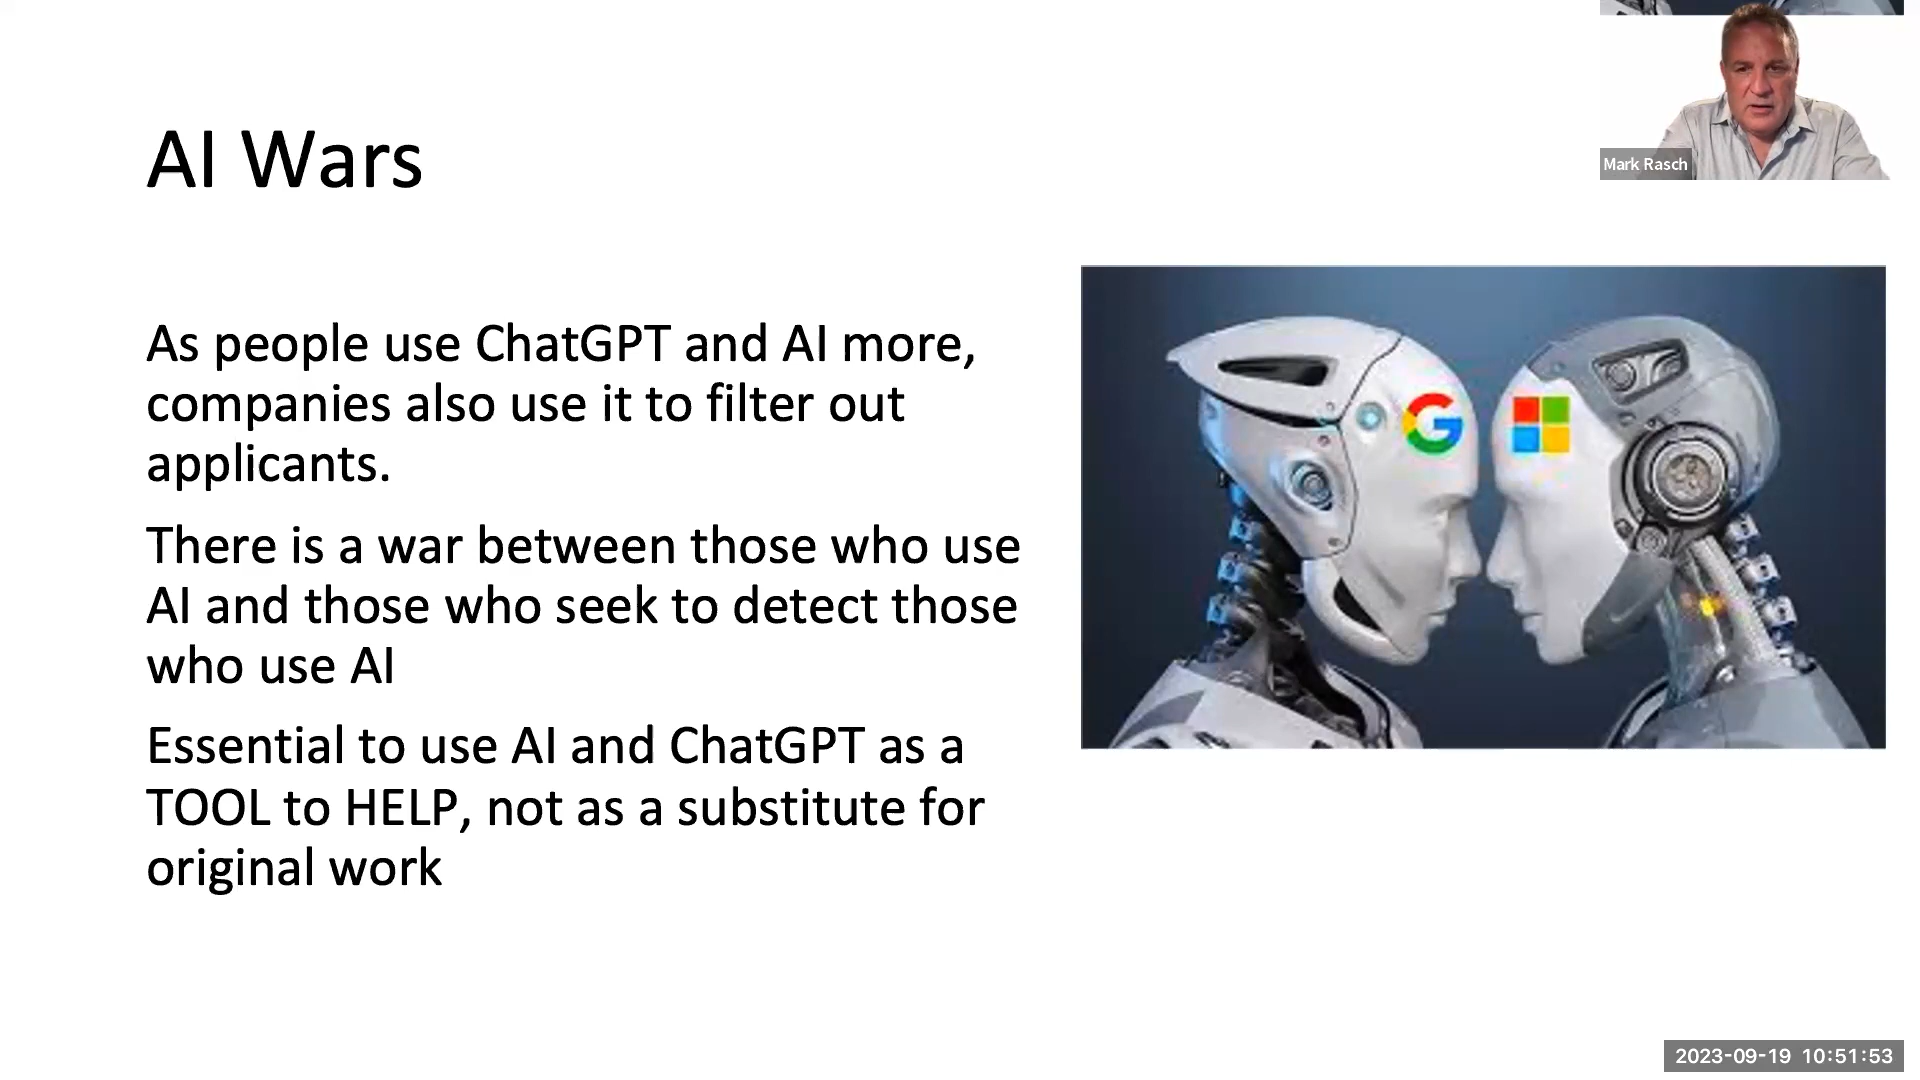 Mark Rasch
AI Wars
As people use ChatGPT and AI more,
companies also use it to filter out
applicants.
There is a war between those who use
AI and those who seek to detect those
who use AI
Essential to use AI and ChatGPT as a
TOOL to HELP, not as a substitute for
original work
G
2023-09-19 10:51:53